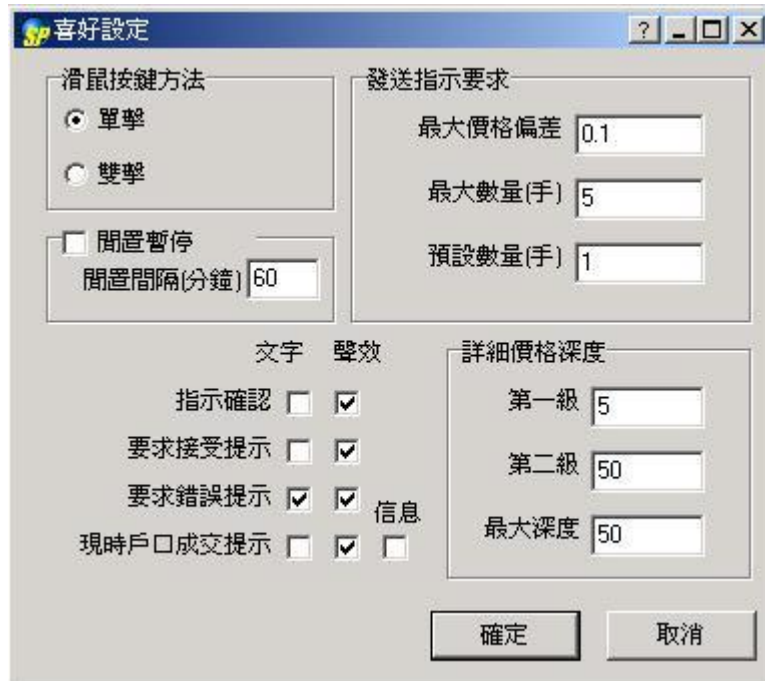 SP 喜好設定
滑鼠按鍵方法
單擊
雙擊
閒置暫停
閒置間隔(分鐘) 60
發送指示要求
最大價格偏差 0.1
最大數量(手) 5
預設數量(手) 1
文字 聲效
指示確認
要求接受提示
要求錯誤提示
信息
現時戶口成交提示
詳細價格深度
第一級 5
第二級 50
最大深度 50
確定 取消